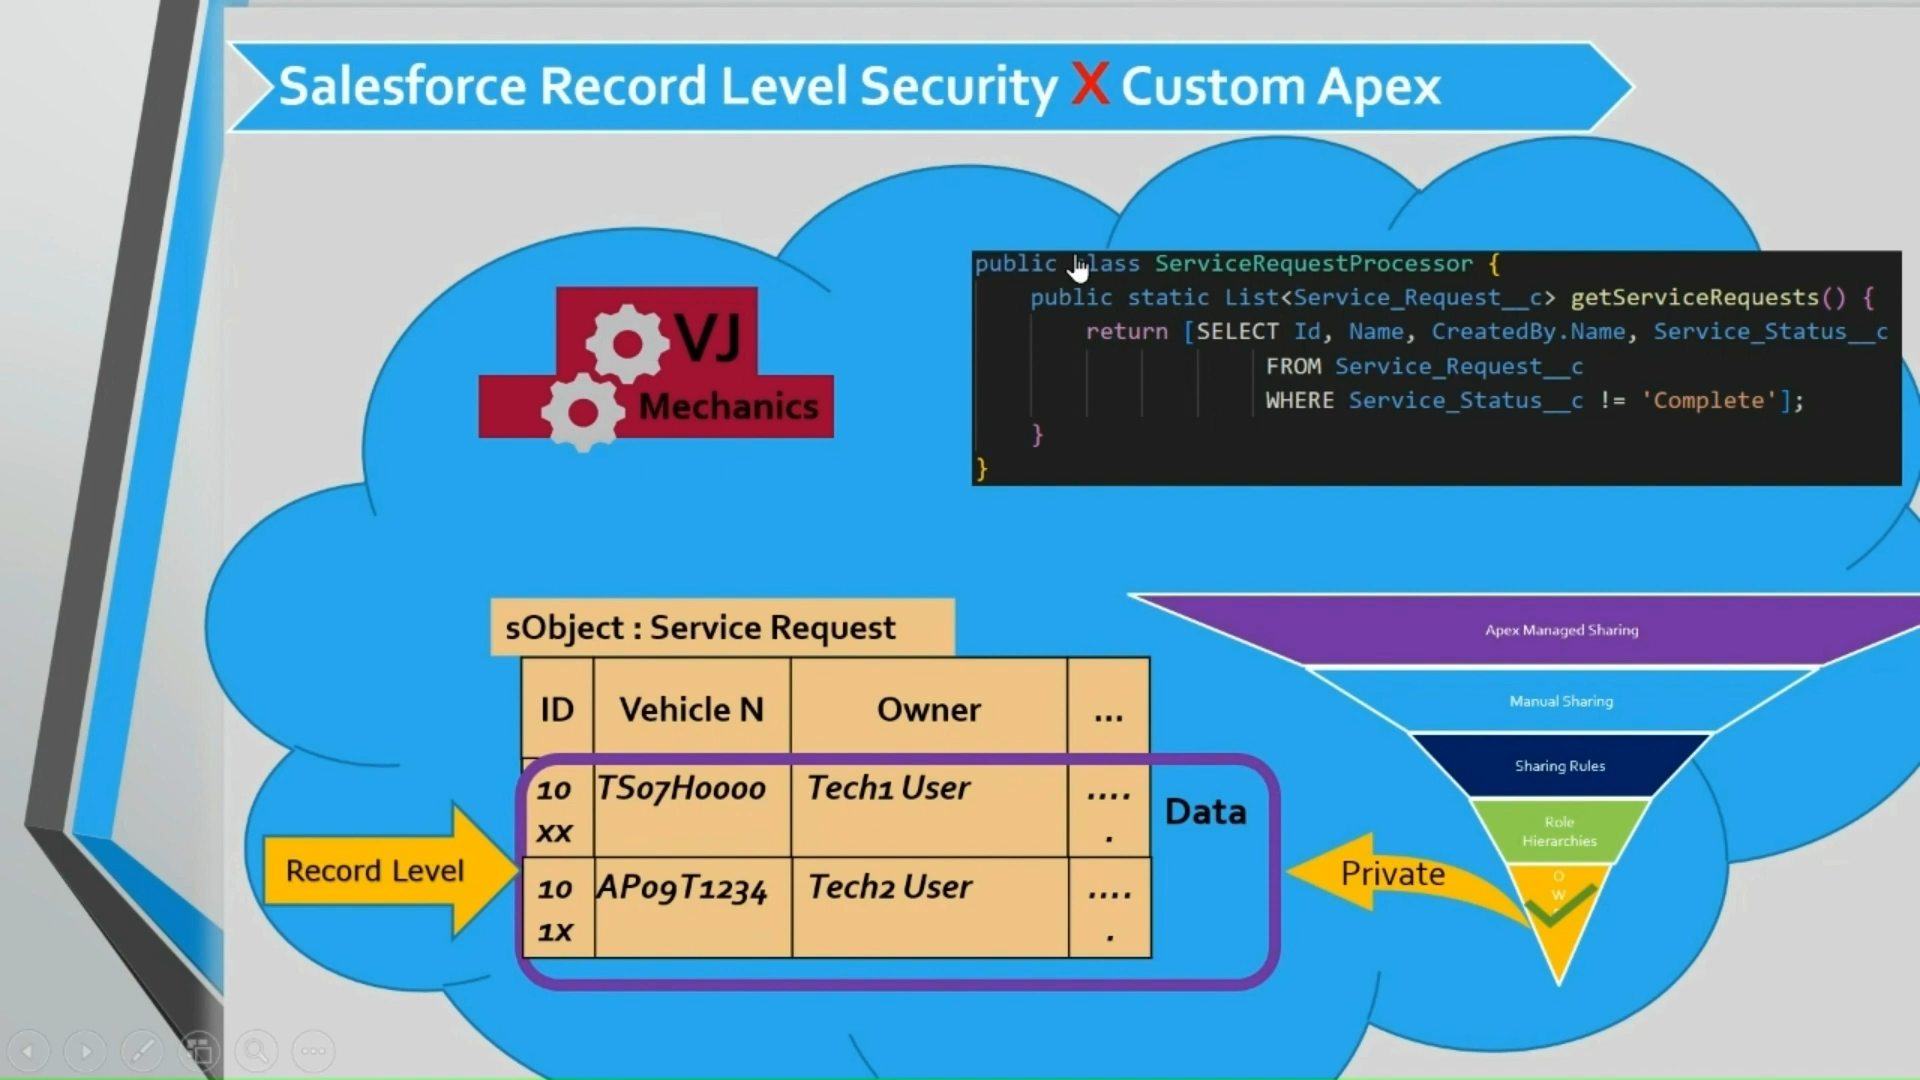 Salesforce Record Level Security X Custom Apex
VJ
Mechanics
public class ServiceRequestProcessor {
public static List<Service_Request__c> getServiceRequests() {
return [SELECT Id, Name, CreatedBy.Name, Service_Status__c
FROM Service_Request__c
WHERE Service_Status__c != 'Complete'];
}
}
sObject : Service Request
ID Vehicle N Owner ...
10 TS07H0000 Tech1 User ....
xx .
10 AP09T1234 Tech2 User ....
1x .
Data
Record Level
Private
Apex Managed Sharing
Manual Sharing
Sharing Rules
Role
Hierarchies
O
W